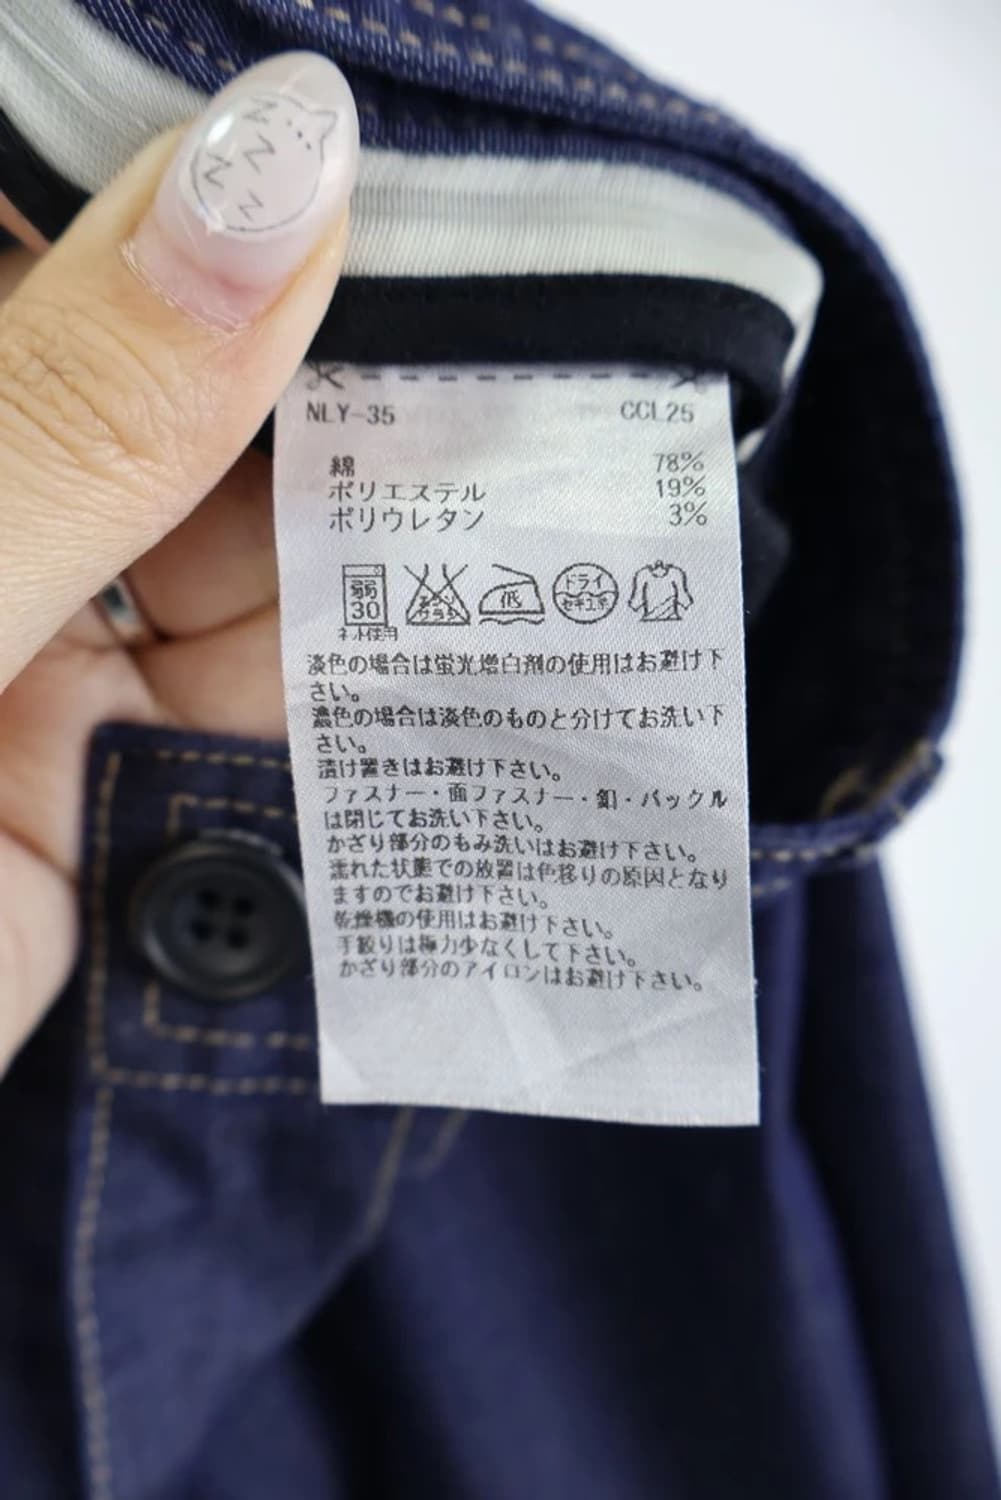 Z Z Z Z Z
NLY-35 CCL25
綿 78%
ポリエステル 19%
ポリウレタン 3%
弱 30 エンソ サラシ 低 ドライ セキユ系
ネット使用
淡色の場合は蛍光増白剤の使用はお避け下
さい。
濃色の場合は淡色のものと分けてお洗い下
さい。
漬け置きはお避け下さい。
ファスナー・面ファスナー・釦・バックル
は閉じてお洗い下さい。
かざり部分のもみ洗いはお避け下さい。
濡れた状態での放置は色移りの原因となり
ますのでお避け下さい。
乾燥機の使用はお避け下さい。
手絞りは極力少なくして下さい。
かざり部分のアイロンはお避け下さい。